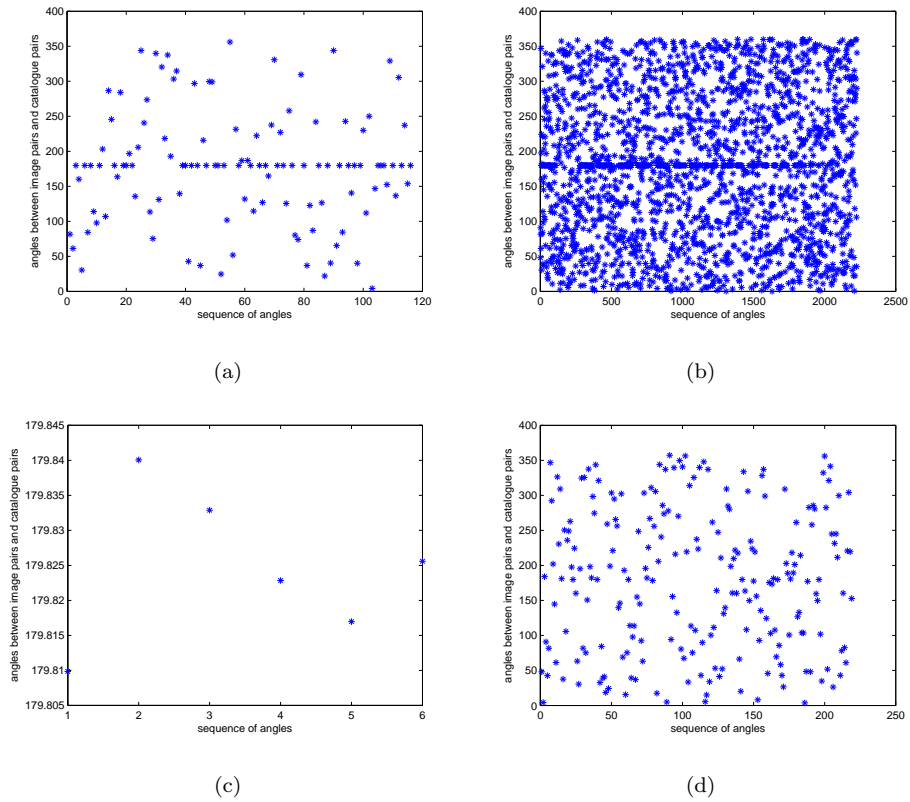 400
350
300
250
200
150
100
50
0
angles between image pairs and catalogue pairs
0 20 40 60 80 100 120
sequence of angles
(a)
400
350
300
250
200
150
100
50
0
angles between image pairs and catalogue pairs
0 500 1000 1500 2000 2500
sequence of angles
(b)
179.845
179.84
179.835
179.83
179.825
179.82
179.815
179.81
179.805
angles between image pairs and catalogue pairs
1 2 3 4 5 6
sequence of angles
(c)
400
350
300
250
200
150
100
50
0
angles between image pairs and catalogue pairs
0 50 100 150 200 250
sequence of angles
(d)